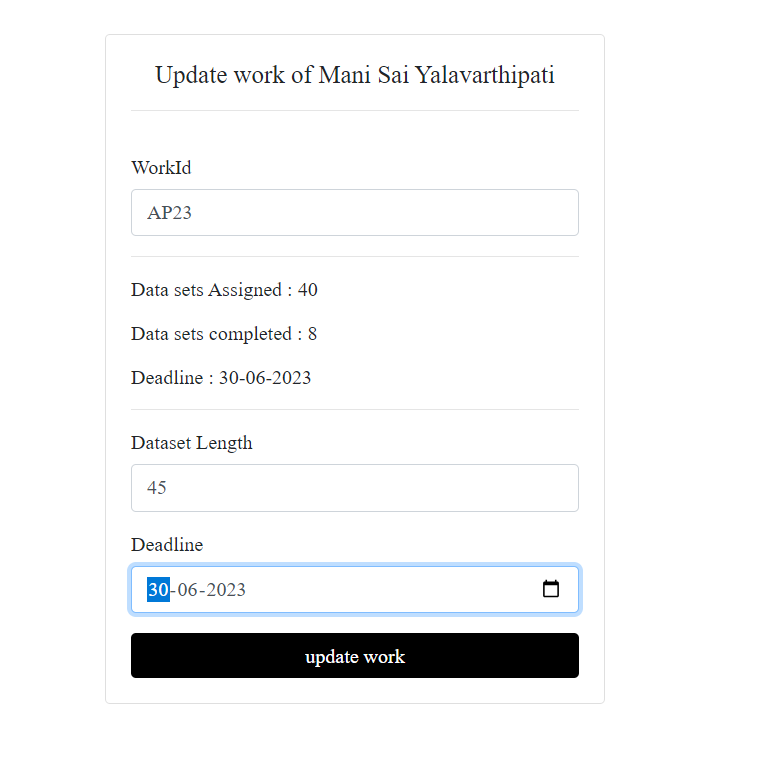 Update work of Mani Sai Yalavarthipati
WorkId
AP23
Data sets Assigned : 40
Data sets completed : 8
Deadline : 30-06-2023
Dataset Length
45
Deadline
30-06-2023
update work